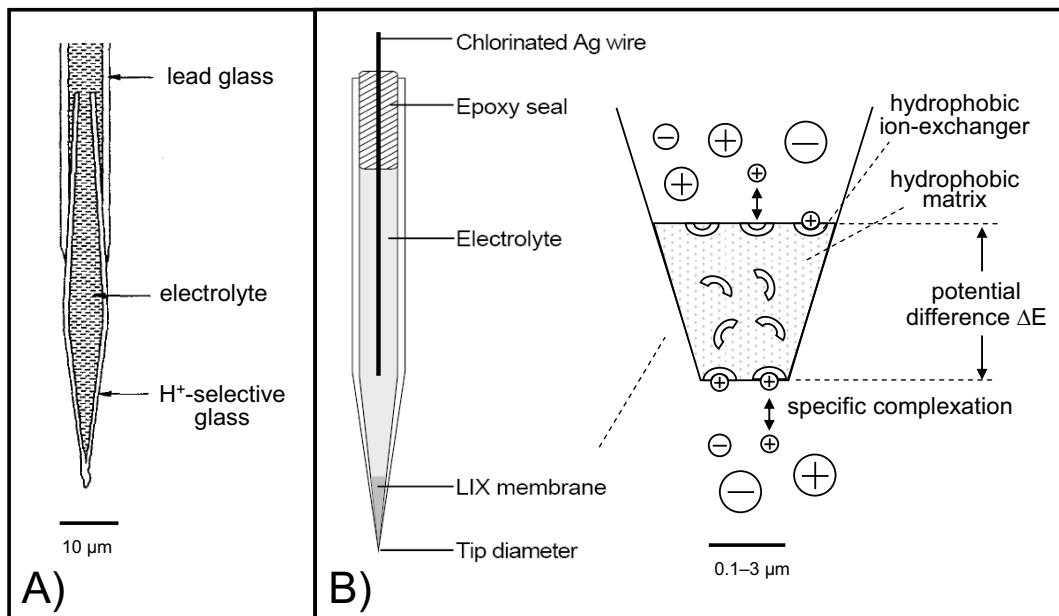 A)
lead glass
electrolyte
H⁺-selective
glass
10 µm
B)
Chlorinated Ag wire
Epoxy seal
Electrolyte
LIX membrane
Tip diameter
hydrophobic
ion-exchanger
hydrophobic
matrix
potential
difference ΔE
specific complexation
0.1–3 µm